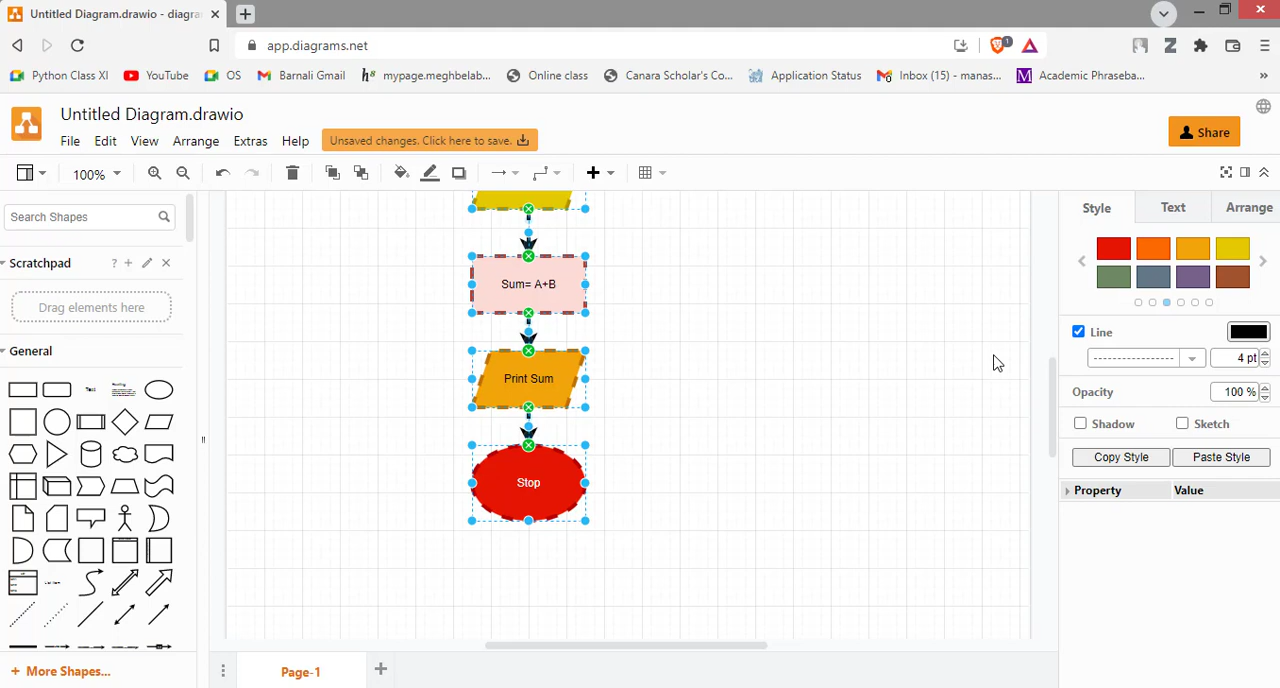 Untitled Diagram.drawio - diagra
app.diagrams.net
1
Python Class XI
YouTube
OS
Barnali Gmail
mypage.meghbelab...
Online class
Canara Scholar's Co...
Application Status
Inbox (15) - manas...
Academic Phraseba...
Untitled Diagram.drawio
File Edit View Arrange Extras Help
Unsaved changes. Click here to save.
Share
100%
Search Shapes
Scratchpad
Drag elements here
General
Text
Heading
More Shapes...
Sum= A+B
Print Sum
Stop
Page-1
Style Text Arrange
Line
4 pt
Opacity 100 %
Shadow Sketch
Copy Style Paste Style
Property Value